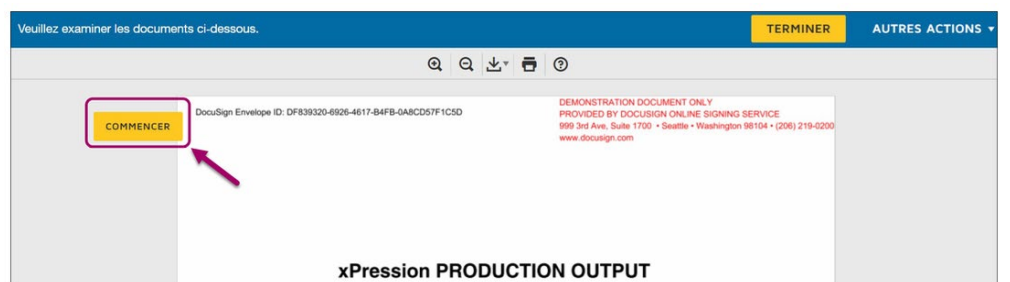 Veuillez examiner les documents ci-dessous.
TERMINER
AUTRES ACTIONS
COMMENCER
DocuSign Envelope ID: DF839320-6926-4617-B4FB-0A8CD57F1C5D
DEMONSTRATION DOCUMENT ONLY
PROVIDED BY DOCUSIGN ONLINE SIGNING SERVICE
999 3rd Ave, Suite 1700 • Seattle • Washington 98104 • (206) 219-0200
www.docusign.com
xPression PRODUCTION OUTPUT